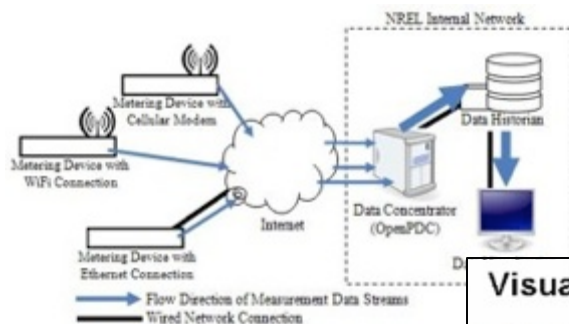 NREL Internal Network
Metering Device with
Cellular Modem
Metering Device with
WiFi Connection
Metering Device with
Ethernet Connection
Internet
Data Concentrator
(OpenPDC)
Data Historian
Flow Direction of Measurement Data Streams
Wired Network Connection